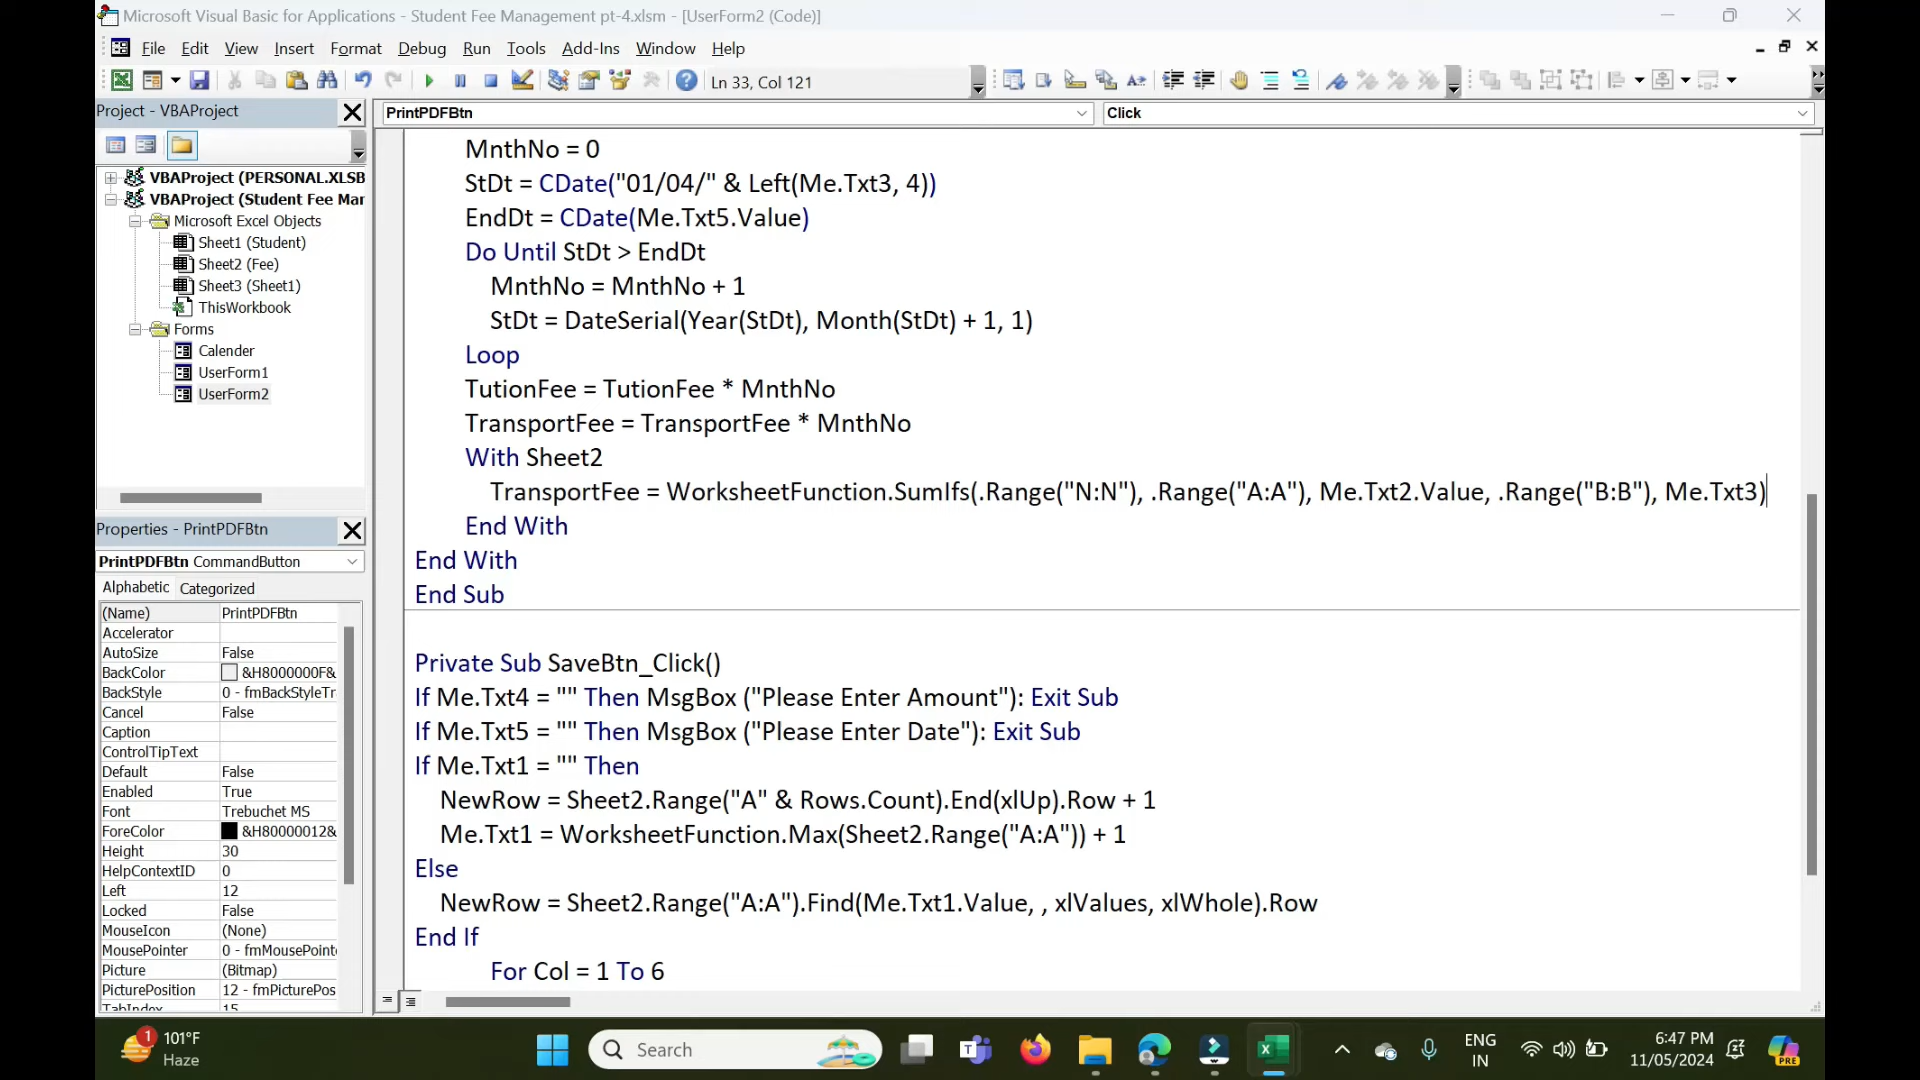 Microsoft Visual Basic for Applications - Student Fee Management pt-4.xlsm - [UserForm2 (Code)]
File Edit View Insert Format Debug Run Tools Add-Ins Window Help
Ln 33, Col 121
Project - VBAProject
PrintPDFBtn
Click
VBAProject (PERSONAL.XLSB
VBAProject (Student Fee Mar
Microsoft Excel Objects
Sheet1 (Student)
Sheet2 (Fee)
Sheet3 (Sheet1)
ThisWorkbook
Forms
Calender
UserForm1
UserForm2
Properties - PrintPDFBtn
PrintPDFBtn CommandButton
Alphabetic Categorized
(Name) PrintPDFBtn
Accelerator
AutoSize False
BackColor &H8000000F&
BackStyle 0 - fmBackStyleTr
Cancel False
Caption
ControlTipText
Default False
Enabled True
Font Trebuchet MS
ForeColor &H80000012&
Height 30
HelpContextID 0
Left 12
Locked False
MouseIcon (None)
MousePointer 0 - fmMousePoint
Picture (Bitmap)
PicturePosition 12 - fmPicturePos
TabIndex 15
MnthNo = 0
StDt = CDate("01/04/" & Left(Me.Txt3, 4))
EndDt = CDate(Me.Txt5.Value)
Do Until StDt > EndDt
MnthNo = MnthNo + 1
StDt = DateSerial(Year(StDt), Month(StDt) + 1, 1)
Loop
TutionFee = TutionFee * MnthNo
TransportFee = TransportFee * MnthNo
With Sheet2
TransportFee = WorksheetFunction.SumIfs(.Range("N:N"), .Range("A:A"), Me.Txt2.Value, .Range("B:B"), Me.Txt3)
End With
End With
End Sub
Private Sub SaveBtn_Click()
If Me.Txt4 = "" Then MsgBox ("Please Enter Amount"): Exit Sub
If Me.Txt5 = "" Then MsgBox ("Please Enter Date"): Exit Sub
If Me.Txt1 = "" Then
NewRow = Sheet2.Range("A" & Rows.Count).End(xlUp).Row + 1
Me.Txt1 = WorksheetFunction.Max(Sheet2.Range("A:A")) + 1
Else
NewRow = Sheet2.Range("A:A").Find(Me.Txt1.Value, , xlValues, xlWhole).Row
End If
For Col = 1 To 6
1
101°F
Haze
Search
ENG
IN
6:47 PM
11/05/2024
PRE